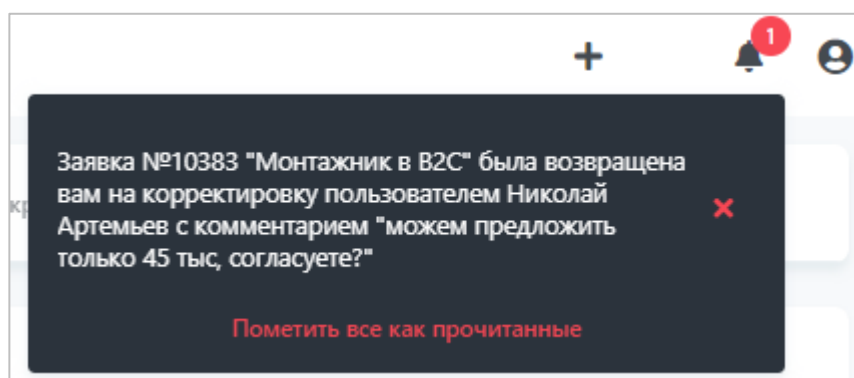 1
Заявка №10383 "Монтажник в B2C" была возвращена
вам на корректировку пользователем Николай
Артемьев с комментарием "можем предложить
только 45 тыс, согласуете?"
Пометить все как прочитанные